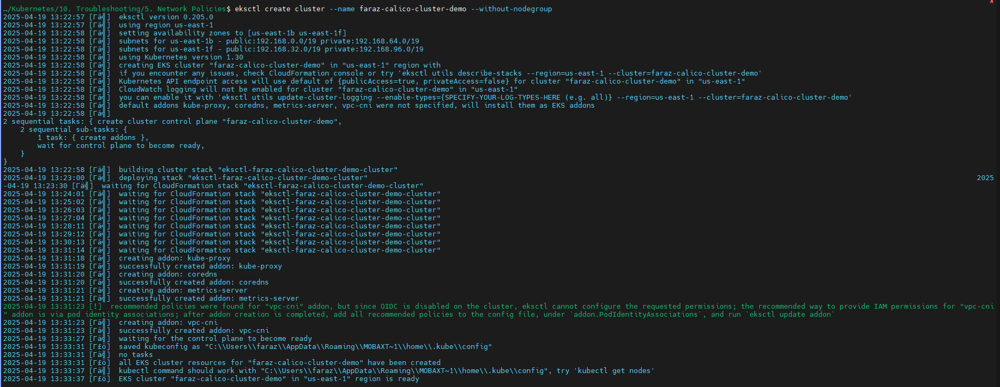 …/Kubernetes/10. Troubleshooting/5. Network Policies$ eksctl create cluster --name faraz-calico-cluster-demo --without-nodegroup
2025-04-19 13:22:57 [Γä╣]  eksctl version 0.205.0
2025-04-19 13:22:57 [Γä╣]  using region us-east-1
2025-04-19 13:22:58 [Γä╣]  setting availability zones to [us-east-1b us-east-1f]
2025-04-19 13:22:58 [Γä╣]  subnets for us-east-1b - public:192.168.0.0/19 private:192.168.64.0/19
2025-04-19 13:22:58 [Γä╣]  subnets for us-east-1f - public:192.168.32.0/19 private:192.168.96.0/19
2025-04-19 13:22:58 [Γä╣]  using Kubernetes version 1.30
2025-04-19 13:22:58 [Γä╣]  creating EKS cluster "faraz-calico-cluster-demo" in "us-east-1" region with
2025-04-19 13:22:58 [Γä╣]  if you encounter any issues, check CloudFormation console or try 'eksctl utils describe-stacks --region=us-east-1 --cluster=faraz-calico-cluster-demo'
2025-04-19 13:22:58 [Γä╣]  Kubernetes API endpoint access will use default of {publicAccess=true, privateAccess=false} for cluster "faraz-calico-cluster-demo" in "us-east-1"
2025-04-19 13:22:58 [Γä╣]  CloudWatch logging will not be enabled for cluster "faraz-calico-cluster-demo" in "us-east-1"
2025-04-19 13:22:58 [Γä╣]  you can enable it with 'eksctl utils update-cluster-logging --enable-types={SPECIFY-YOUR-LOG-TYPES-HERE (e.g. all)} --region=us-east-1 --cluster=faraz-calico-cluster-demo'
2025-04-19 13:22:58 [Γä╣]  default addons kube-proxy, coredns, metrics-server, vpc-cni were not specified, will install them as EKS addons
2025-04-19 13:22:58 [Γä╣]
2 sequential tasks: { create cluster control plane "faraz-calico-cluster-demo",
    2 sequential sub-tasks: {
        1 task: { create addons },
        wait for control plane to become ready,
    }
}
2025-04-19 13:22:58 [Γä╣]  building cluster stack "eksctl-faraz-calico-cluster-demo-cluster"
2025-04-19 13:23:00 [Γä╣]  deploying stack "eksctl-faraz-calico-cluster-demo-cluster" 2025
-04-19 13:23:30 [Γä╣]  waiting for CloudFormation stack "eksctl-faraz-calico-cluster-demo-cluster"
2025-04-19 13:24:01 [Γä╣]  waiting for CloudFormation stack "eksctl-faraz-calico-cluster-demo-cluster"
2025-04-19 13:25:02 [Γä╣]  waiting for CloudFormation stack "eksctl-faraz-calico-cluster-demo-cluster"
2025-04-19 13:26:03 [Γä╣]  waiting for CloudFormation stack "eksctl-faraz-calico-cluster-demo-cluster"
2025-04-19 13:27:04 [Γä╣]  waiting for CloudFormation stack "eksctl-faraz-calico-cluster-demo-cluster"
2025-04-19 13:28:11 [Γä╣]  waiting for CloudFormation stack "eksctl-faraz-calico-cluster-demo-cluster"
2025-04-19 13:29:12 [Γä╣]  waiting for CloudFormation stack "eksctl-faraz-calico-cluster-demo-cluster"
2025-04-19 13:30:13 [Γä╣]  waiting for CloudFormation stack "eksctl-faraz-calico-cluster-demo-cluster"
2025-04-19 13:31:14 [Γä╣]  waiting for CloudFormation stack "eksctl-faraz-calico-cluster-demo-cluster"
2025-04-19 13:31:18 [Γä╣]  creating addon: kube-proxy
2025-04-19 13:31:19 [Γä╣]  successfully created addon: kube-proxy
2025-04-19 13:31:20 [Γä╣]  creating addon: coredns
2025-04-19 13:31:20 [Γä╣]  successfully created addon: coredns
2025-04-19 13:31:21 [Γä╣]  creating addon: metrics-server
2025-04-19 13:31:21 [Γä╣]  successfully created addon: metrics-server
2025-04-19 13:31:23 [!]  recommended policies were found for "vpc-cni" addon, but since OIDC is disabled on the cluster, eksctl cannot configure the requested permissions; the recommended way to provide IAM permissions for "vpc-cni
" addon is via pod identity associations; after addon creation is completed, add all recommended policies to the config file, under `addon.PodIdentityAssociations`, and run `eksctl update addon`
2025-04-19 13:31:23 [Γä╣]  creating addon: vpc-cni
2025-04-19 13:31:23 [Γä╣]  successfully created addon: vpc-cni
2025-04-19 13:33:27 [Γä╣]  waiting for the control plane to become ready
2025-04-19 13:33:31 [Γ£ö]  saved kubeconfig as "C:\\Users\\faraz\\AppData\\Roaming\\MOBAXT~1\\home\\.kube\\config"
2025-04-19 13:33:31 [Γä╣]  no tasks
2025-04-19 13:33:31 [Γ£ö]  all EKS cluster resources for "faraz-calico-cluster-demo" have been created
2025-04-19 13:33:37 [Γä╣]  kubectl command should work with "C:\\Users\\faraz\\AppData\\Roaming\\MOBAXT~1\\home\\.kube\\config", try 'kubectl get nodes'
2025-04-19 13:33:37 [Γ£ö]  EKS cluster "faraz-calico-cluster-demo" in "us-east-1" region is ready